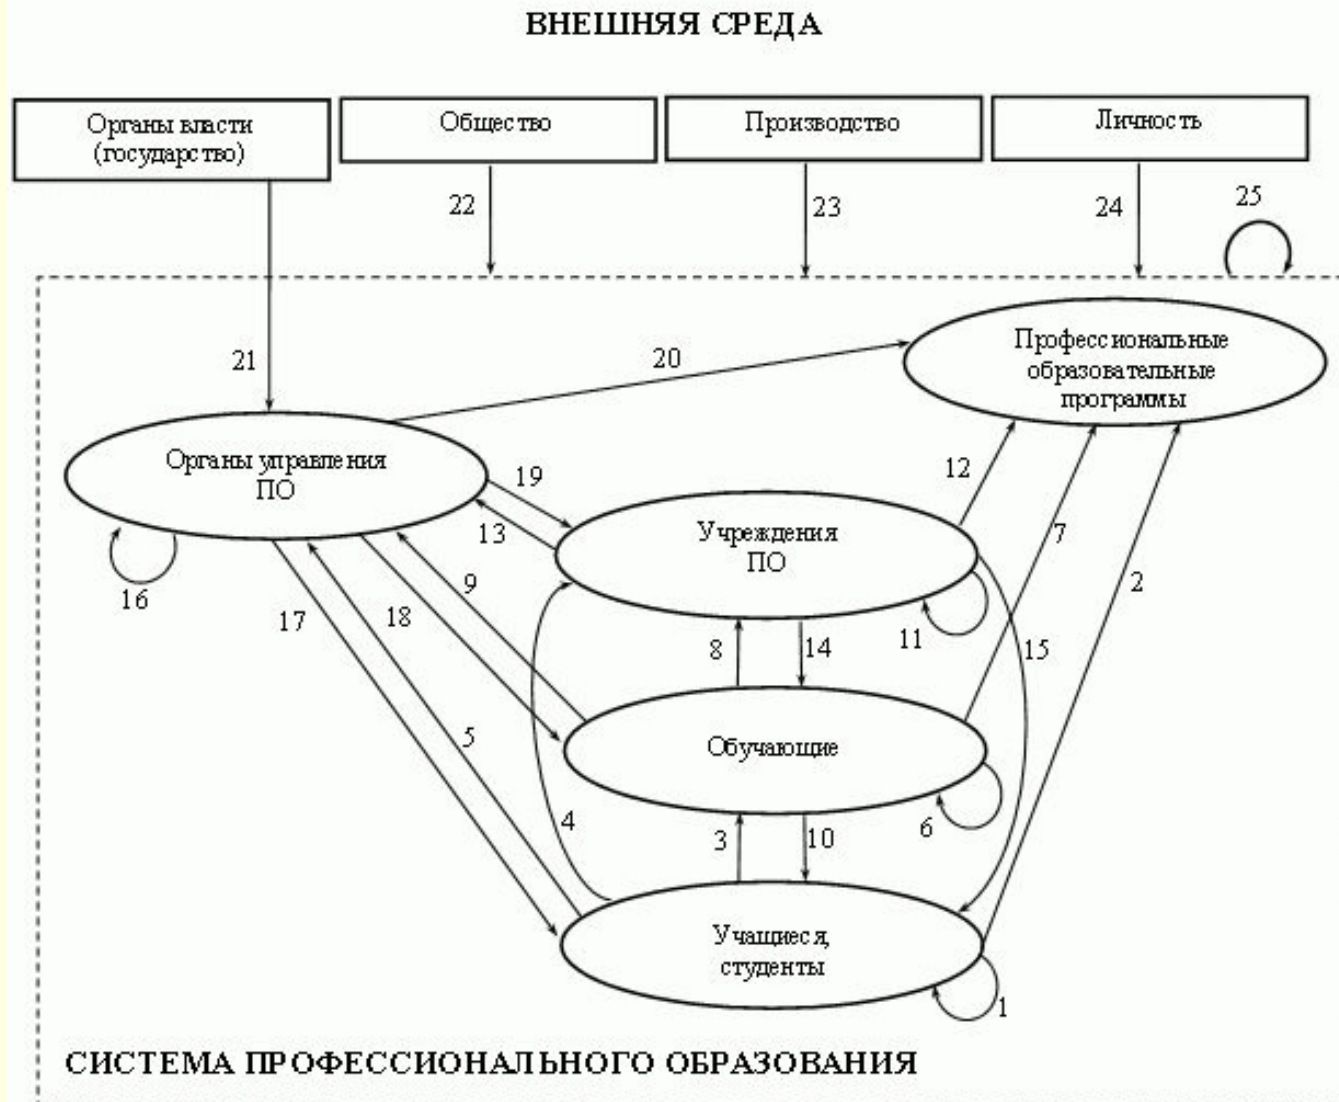 ВНЕШНЯЯ СРЕДА
Органы власти
(государство)
Общество
Производство
Личность
22
23
24
25
21
20
Профессиональные
образовательные
программы
Органы управления
ПО
19
13
12
Учреждения
ПО
7
2
16
17
18
9
8
14
11
15
5
Обучающие
4
3
10
6
Учащиеся,
студенты
1
СИСТЕМА ПРОФЕССИОНАЛЬНОГО ОБРАЗОВАНИЯ